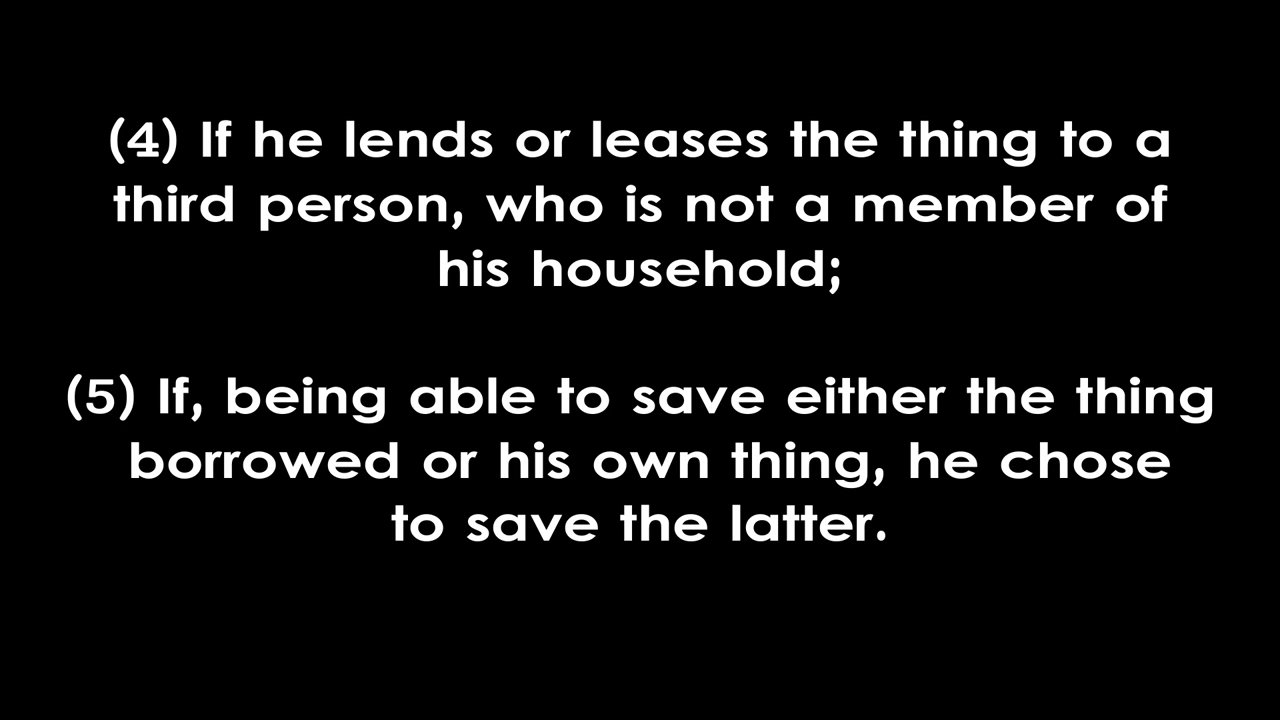 (4) If he lends or leases the thing to a
third person, who is not a member of
his household;
(5) If, being able to save either the thing
borrowed or his own thing, he chose
to save the latter.